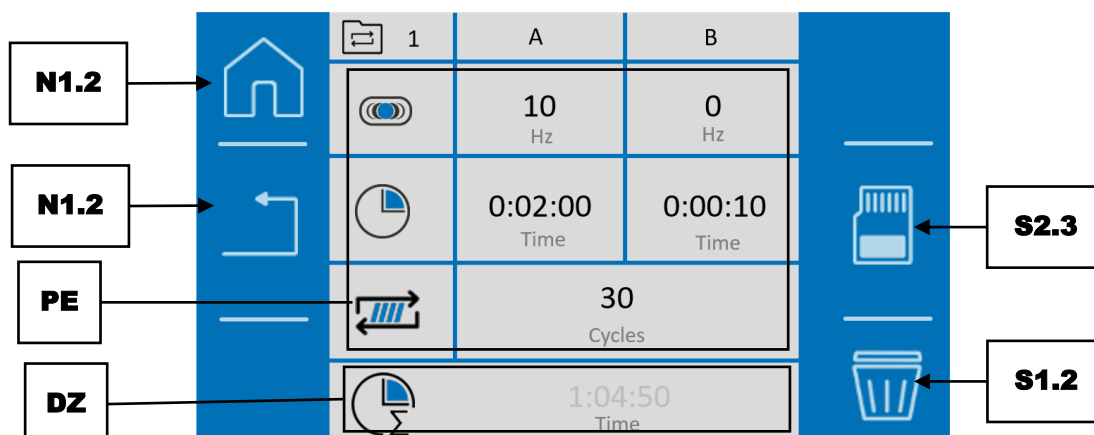 1 A B
N1.2
10 0
Hz Hz
N1.2
0:02:00 0:00:10
Time Time
S2.3
PE
30
Cycles
S1.2
DZ
1:04:50
Time